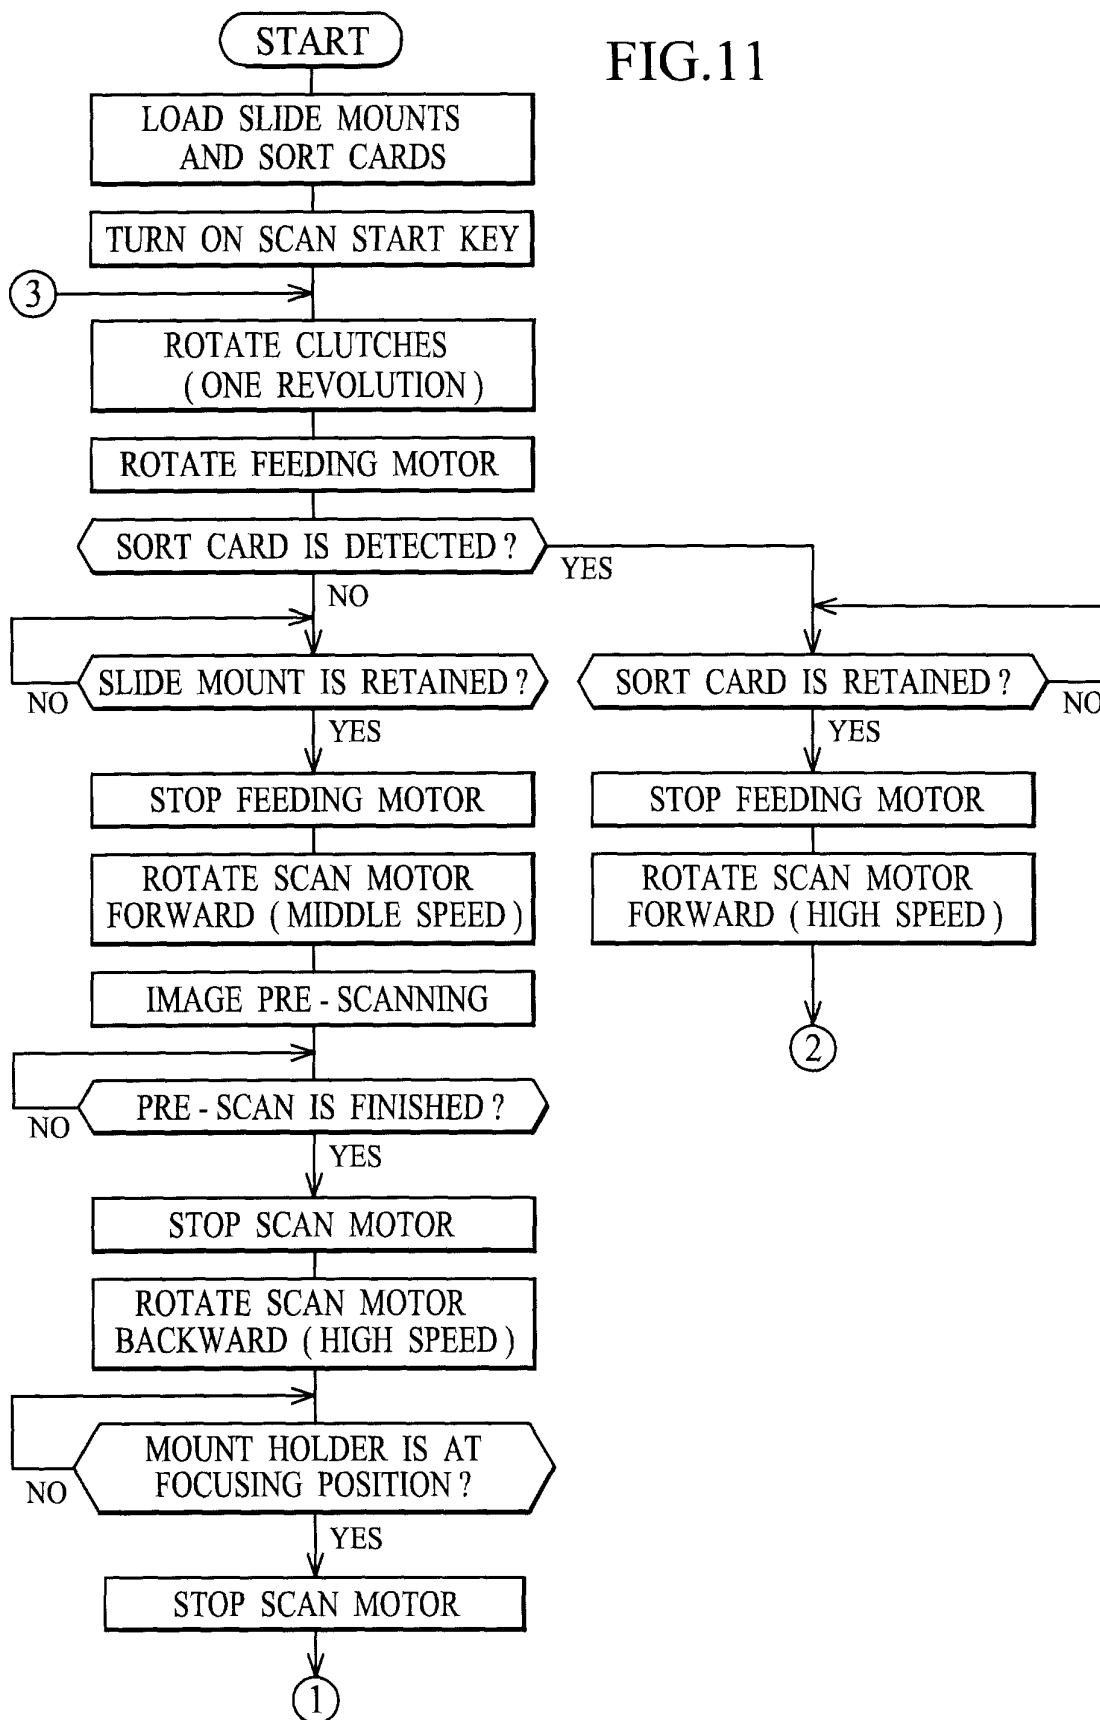 START
FIG.11
LOAD SLIDE MOUNTS
AND SORT CARDS
TURN ON SCAN START KEY
3
ROTATE CLUTCHES
(ONE REVOLUTION)
ROTATE FEEDING MOTOR
SORT CARD IS DETECTED?
YES
NO
SLIDE MOUNT IS RETAINED?
NO
YES
SORT CARD IS RETAINED?
NO
YES
STOP FEEDING MOTOR
STOP FEEDING MOTOR
ROTATE SCAN MOTOR
FORWARD (MIDDLE SPEED)
ROTATE SCAN MOTOR
FORWARD (HIGH SPEED)
IMAGE PRE-SCANNING
2
PRE-SCAN IS FINISHED?
NO
YES
STOP SCAN MOTOR
ROTATE SCAN MOTOR
BACKWARD (HIGH SPEED)
MOUNT HOLDER IS AT
FOCUSING POSITION?
NO
YES
STOP SCAN MOTOR
1